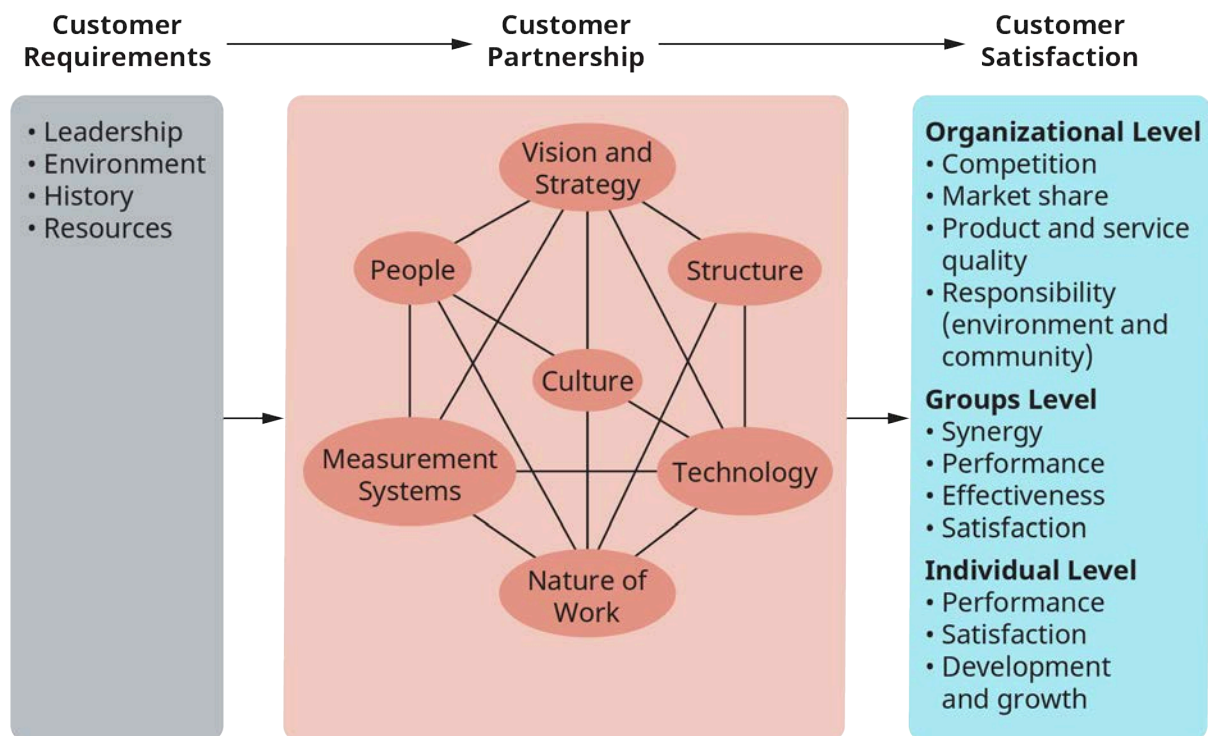 Customer
Requirements
Customer
Partnership
Customer
Satisfaction
• Leadership
• Environment
• History
• Resources
Vision and
Strategy
People
Structure
Culture
Measurement
Systems
Technology
Nature of
Work
Organizational Level
• Competition
• Market share
• Product and service
quality
• Responsibility
(environment and
community)
Groups Level
• Synergy
• Performance
• Effectiveness
• Satisfaction
Individual Level
• Performance
• Satisfaction
• Development
and growth